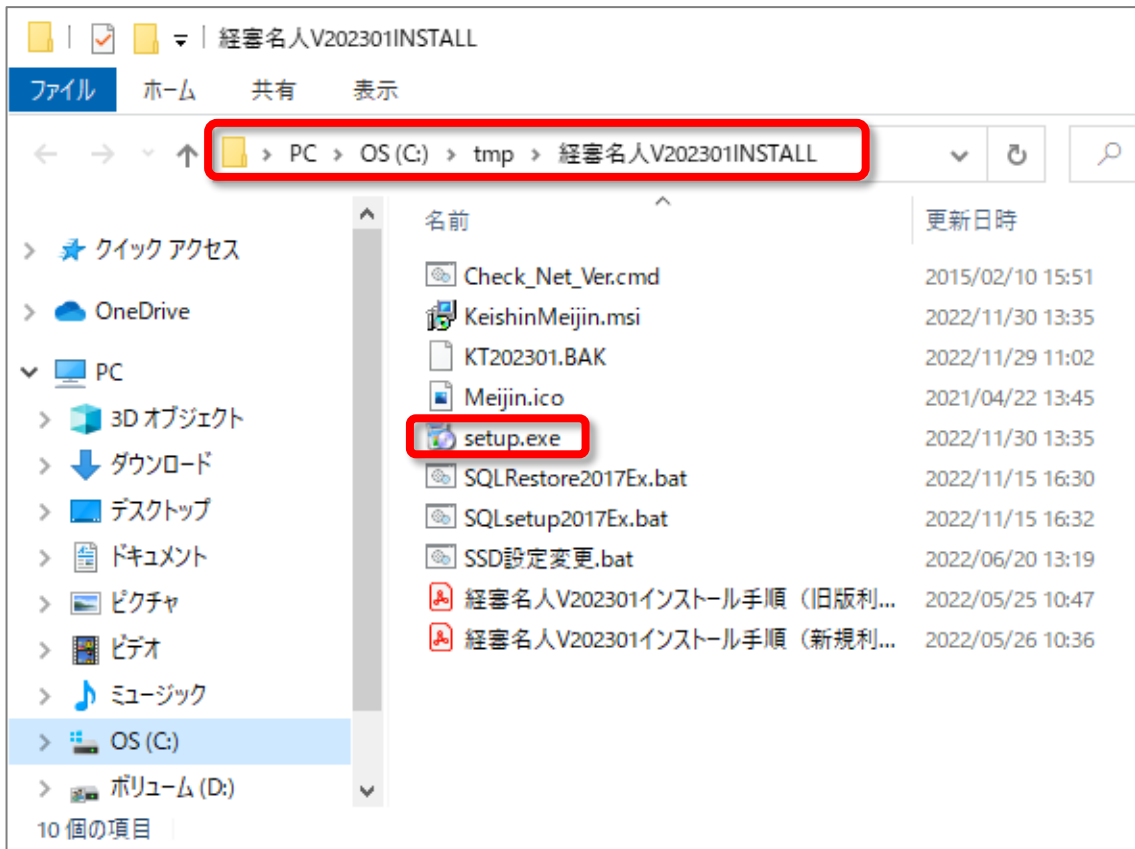 経審名人V202301INSTALL
ファイル ホーム 共有 表示
PC > OS (C:) > tmp > 経審名人V202301INSTALL
名前 更新日時
クイック アクセス
OneDrive
PC
3D オブジェクト
ダウンロード
デスクトップ
ドキュメント
ピクチャ
ビデオ
ミュージック
OS (C:)
ボリューム (D:)
Check_Net_Ver.cmd 2015/02/10 15:51
KeishinMeijin.msi 2022/11/30 13:35
KT202301.BAK 2022/11/29 11:02
Meijin.ico 2021/04/22 13:45
setup.exe 2022/11/30 13:35
SQLRestore2017Ex.bat 2022/11/15 16:30
SQLsetup2017Ex.bat 2022/11/15 16:32
SSD設定変更.bat 2022/06/20 13:19
経審名人V202301インストール手順（旧版利... 2022/05/25 10:47
経審名人V202301インストール手順（新規利... 2022/05/26 10:36
10 個の項目